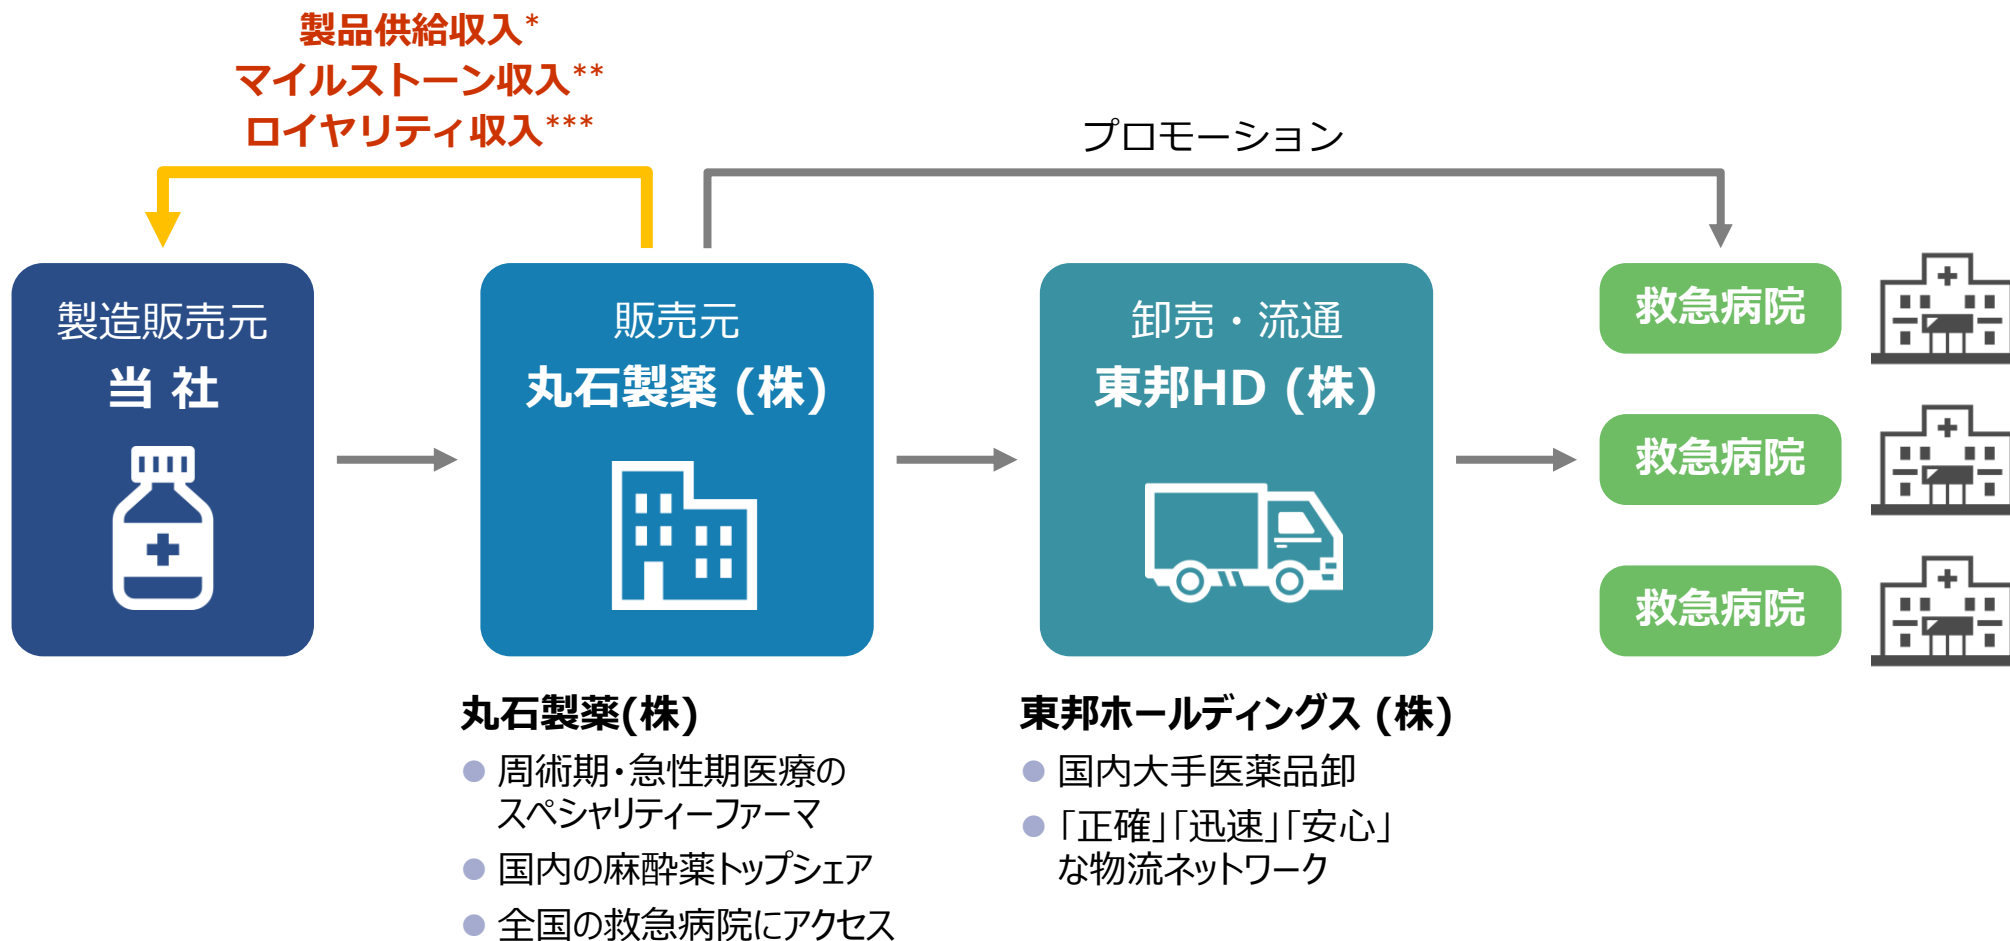 製品供給収入*
マイルストーン収入**
ロイヤリティ収入***
プロモーション
製造販売元
当 社
販売元
丸石製薬 (株)
卸売・流通
東邦HD (株)
救急病院
救急病院
救急病院
丸石製薬(株)
● 周術期・急性期医療の
スペシャリティーファーマ
● 国内の麻酔薬トップシェア
● 全国の救急病院にアクセス
東邦ホールディングス (株)
● 国内大手医薬品卸
● 「正確」「迅速」「安心」
な物流ネットワーク